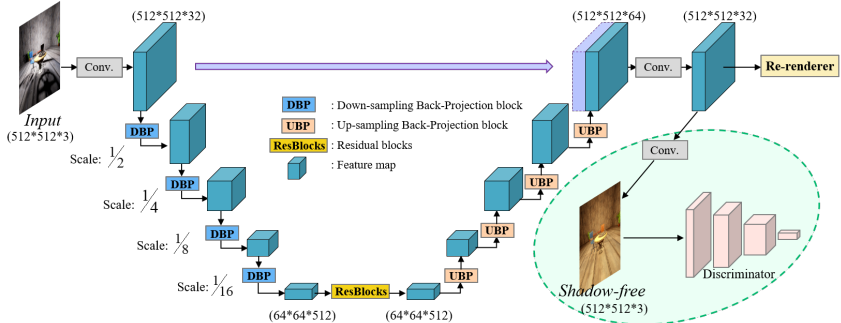 (512*512*32)
(512*512*64)
(512*512*32)
Conv.
Conv.
Re-renderer
Input
(512*512*3)
DBP
: Down-sampling Back-Projection block
UBP
: Up-sampling Back-Projection block
ResBlocks
: Residual blocks
: Feature map
DBP
Scale: 1/2
DBP
Scale: 1/4
DBP
Scale: 1/8
DBP
Scale: 1/16
(64*64*512)
ResBlocks
(64*64*512)
UBP
UBP
UBP
UBP
Conv.
Discriminator
Shadow-free
(512*512*3)